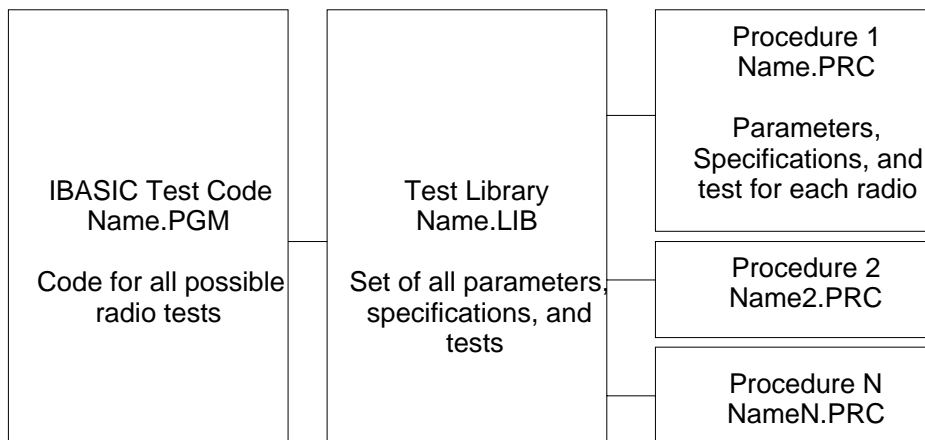 IBASIC Test Code
Name.PGM
Code for all possible
radio tests
Test Library
Name.LIB
Set of all parameters,
specifications, and
tests
Procedure 1
Name.PRC
Parameters,
Specifications, and
test for each radio
Procedure 2
Name2.PRC
Procedure N
NameN.PRC